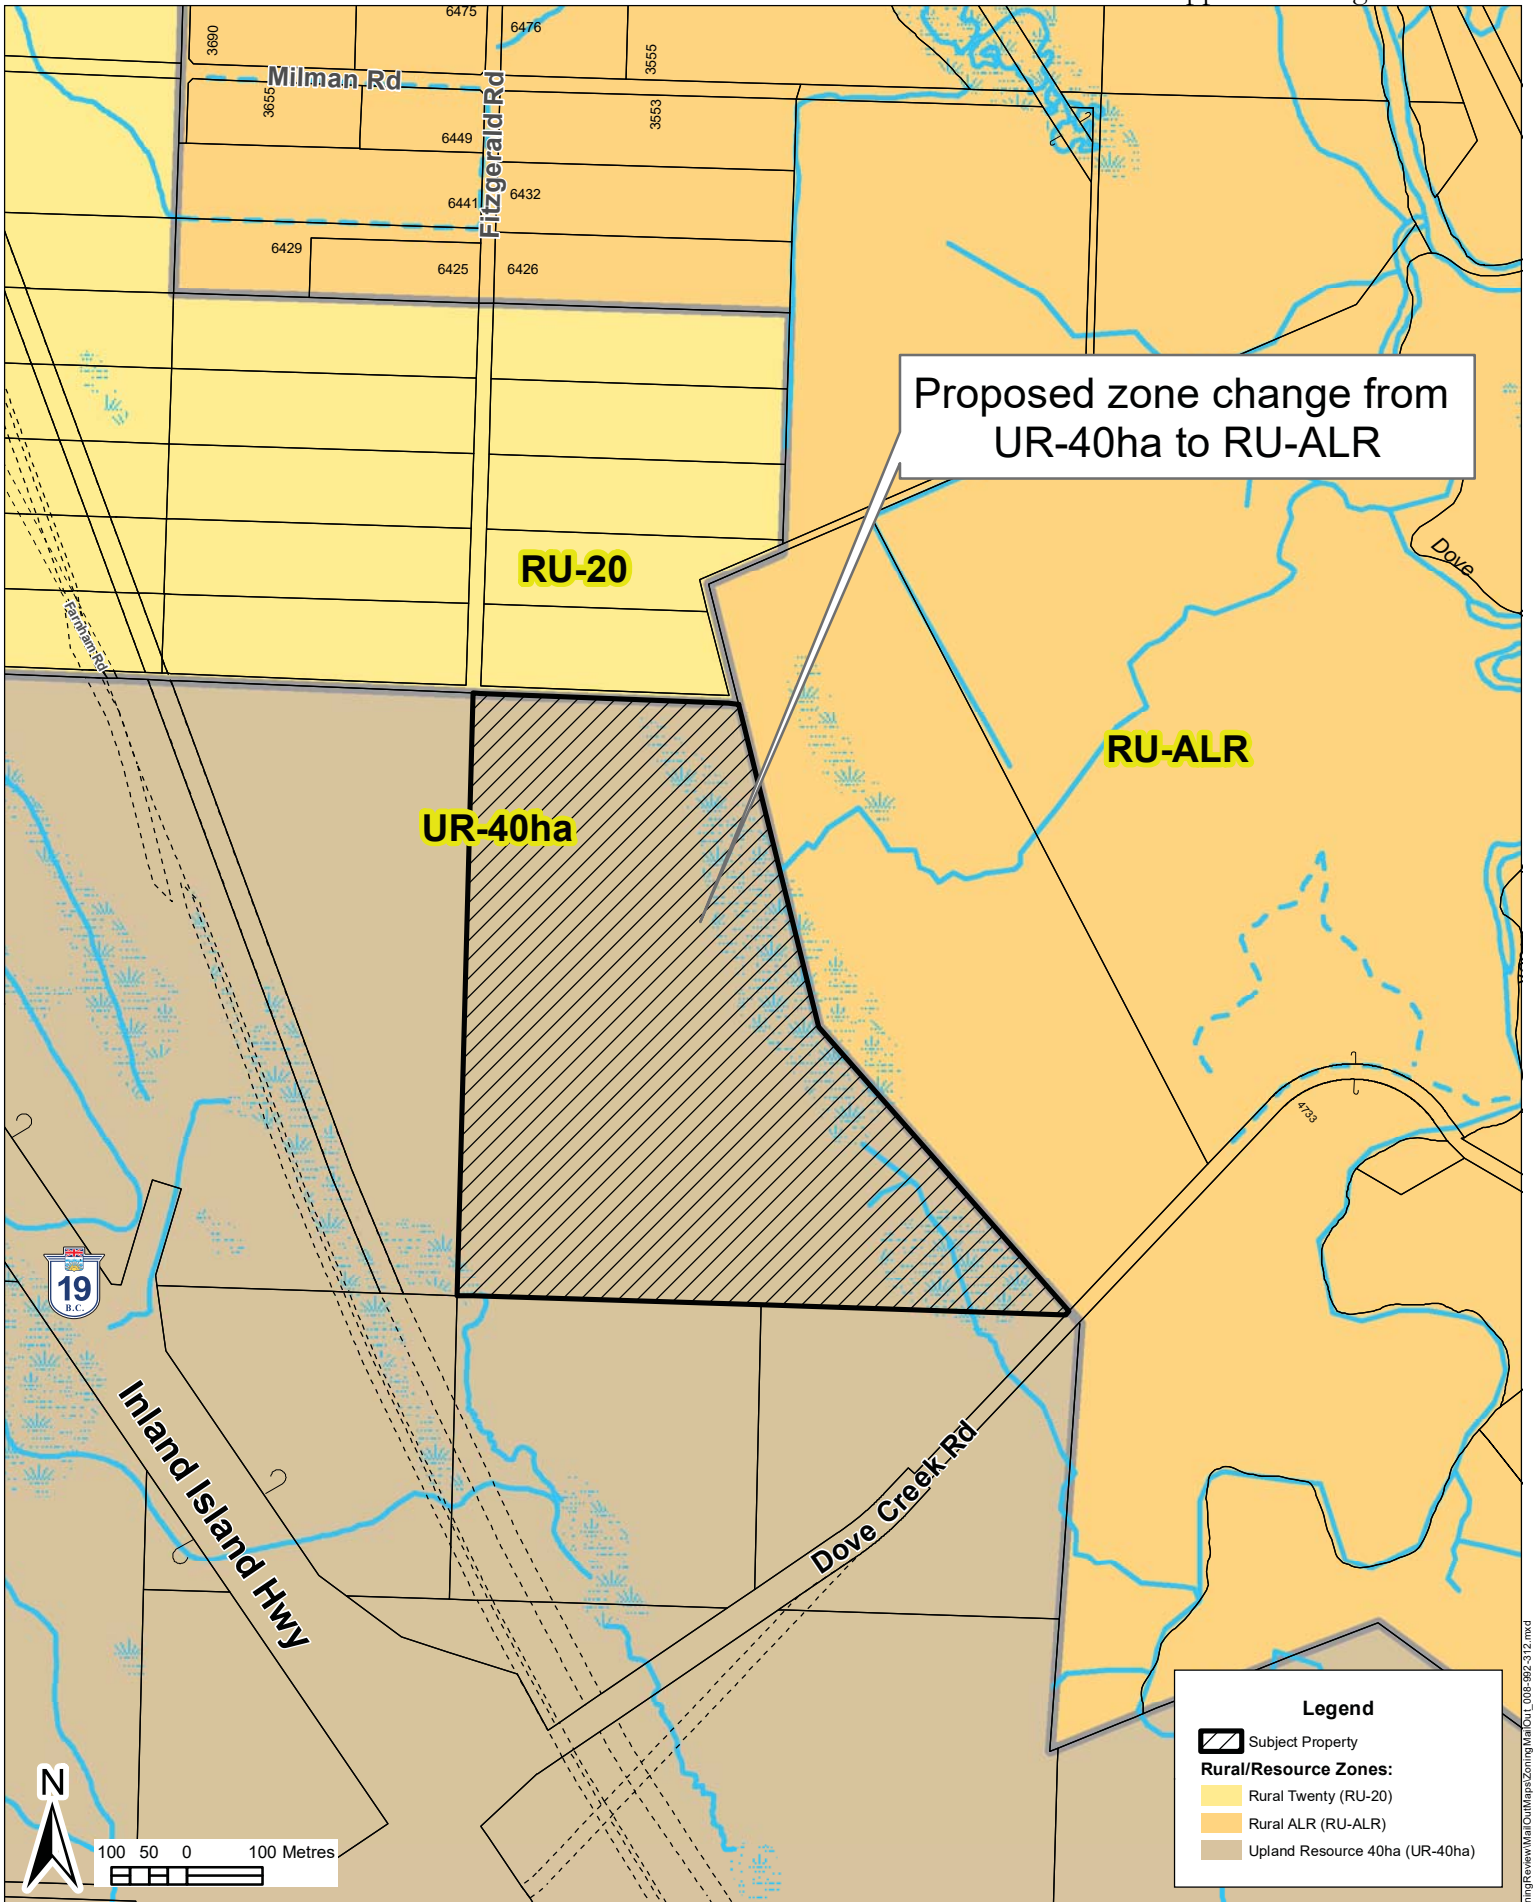 6475
6476
3690
3555
Milman Rd
3655
3553
Fitzgerald Rd
6449
6441
6432
6429
6425
6426
Proposed zone change from
UR-40ha to RU-ALR
Dove
RU-20
Farnham Rd
RU-ALR
UR-40ha
4733
19
B.C.
Inland Island Hwy
Dove Creek Rd
N
100 50 0 100 Metres
Legend
Subject Property
Rural/Resource Zones:
Rural Twenty (RU-20)
Rural ALR (RU-ALR)
Upland Resource 40ha (UR-40ha)